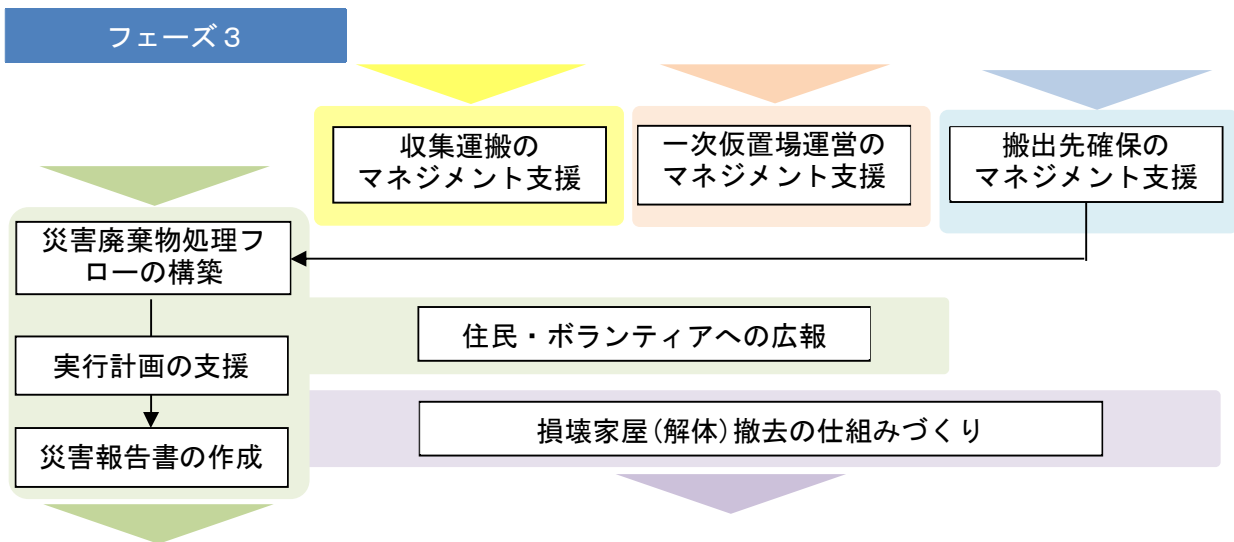 フェーズ3
収集運搬の
マネジメント支援
一次仮置場運営の
マネジメント支援
搬出先確保の
マネジメント支援
災害廃棄物処理フ
ローの構築
住民・ボランティアへの広報
実行計画の支援
損壊家屋(解体)撤去の仕組みづくり
災害報告書の作成